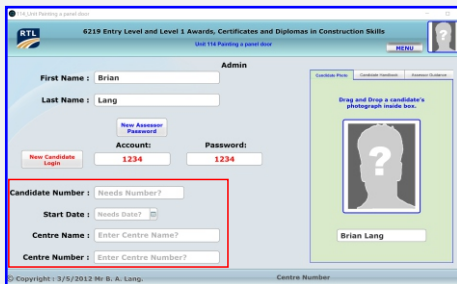 114_Unit Painting a panel door
RTL
6219 Entry Level and Level 1 Awards, Certificates and Diplomas in Construction Skills
Unit 114 Painting a panel door
MENU
Admin
First Name : Brian
Last Name : Lang
New Assessor
Password
Account: Password:
New Candidate
Login
1234 1234
Candidate Number : Needs Number?
Start Date : Needs Date?
Centre Name : Enter Centre Name?
Centre Number : Enter Centre Number?
Candidate Photo Candidate Feedback Assessor Guidance
Drag and Drop a candidate's
photograph inside box.
?
Brian Lang
© Copyright : 3/5/2012 Mr B. A. Lang. Centre Number